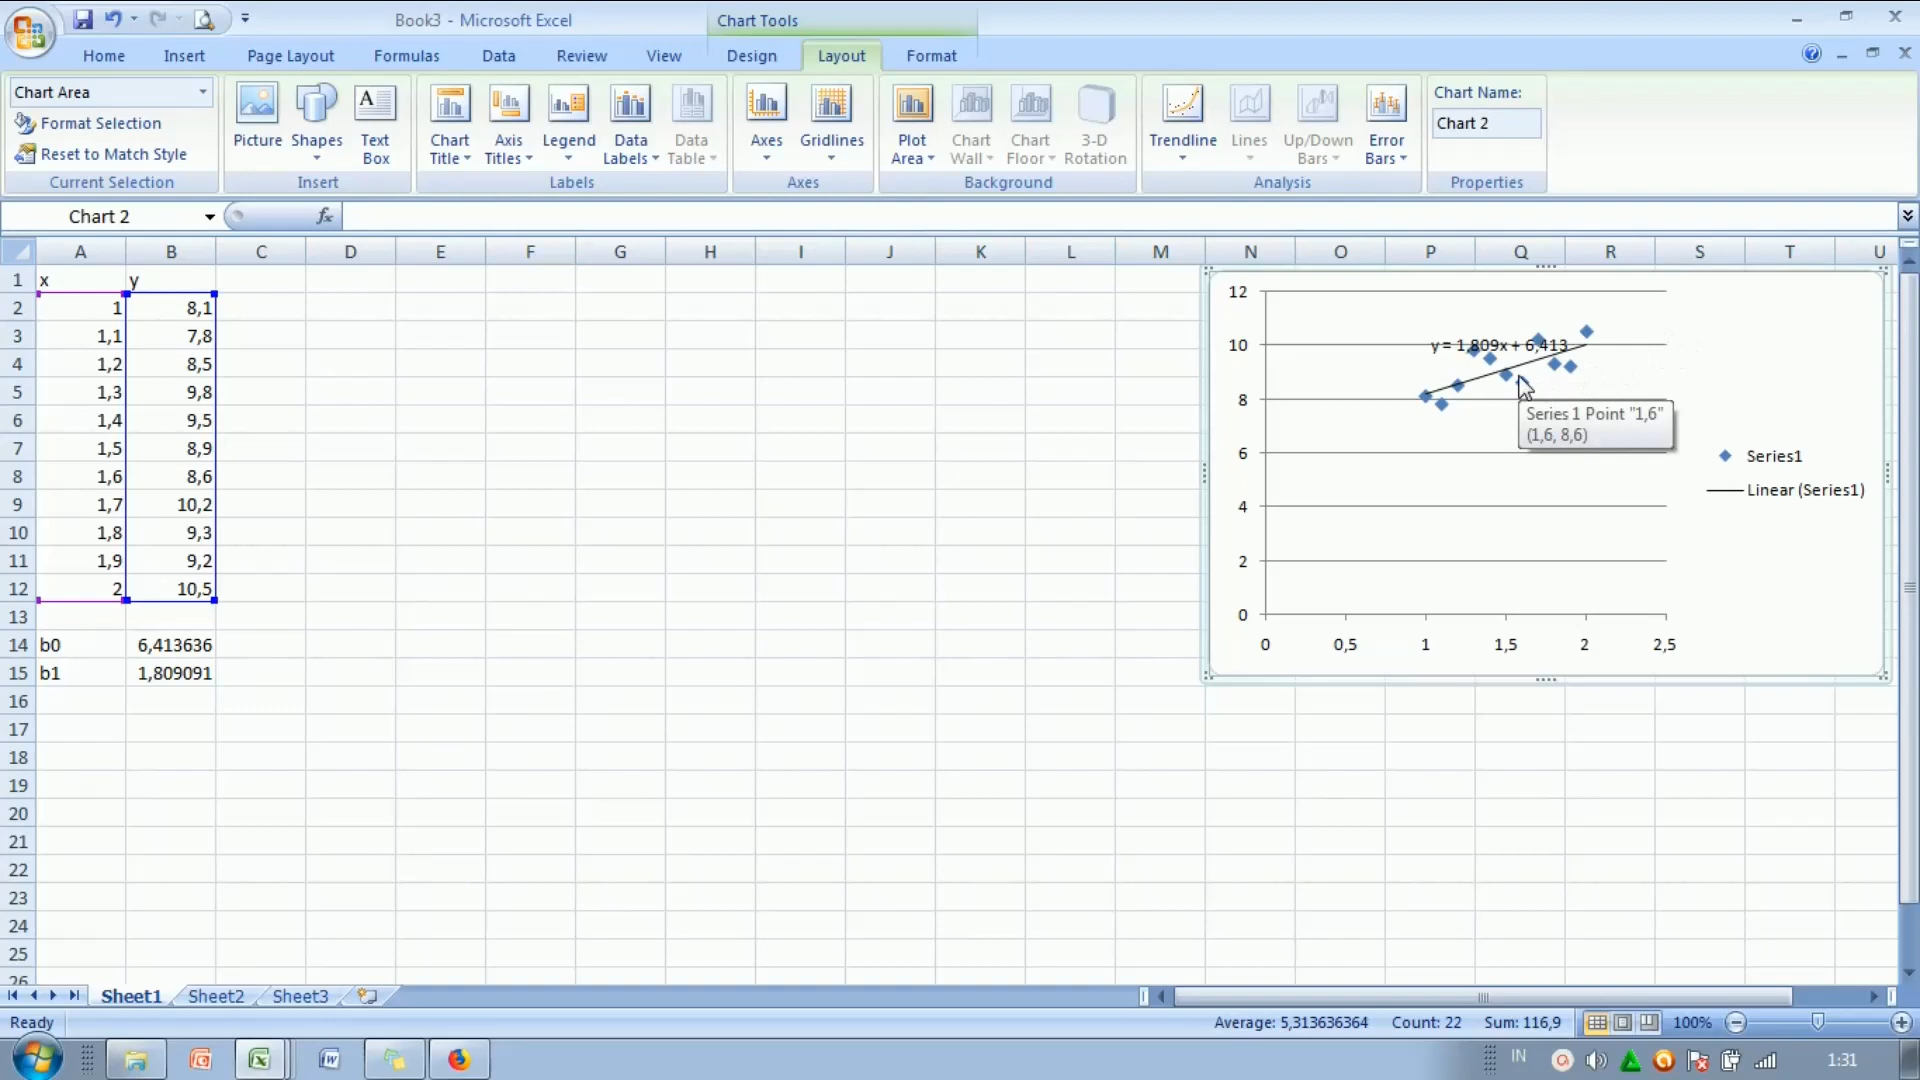 Book3 - Microsoft Excel
Chart Tools
Home Insert Page Layout Formulas Data Review View Design Layout Format
Chart Area
Format Selection
Reset to Match Style
Current Selection
Picture Shapes Text Box
Insert
Chart Title Axis Titles Legend Data Labels Data Table
Labels
Axes Gridlines
Axes
Plot Area Chart Wall Chart Floor 3-D Rotation
Background
Trendline Lines Up/Down Bars Error Bars
Analysis
Chart Name:
Chart 2
Properties
Chart 2 fx
A B C D E F G H I J K L M N O P Q R S T U
1 x y
2 1 8,1
3 1,1 7,8
4 1,2 8,5
5 1,3 9,8
6 1,4 9,5
7 1,5 8,9
8 1,6 8,6
9 1,7 10,2
10 1,8 9,3
11 1,9 9,2
12 2 10,5
13
14 b0 6,413636
15 b1 1,809091
16
17
18
19
20
21
22
23
24
25
26
12
10
8
6
4
2
0
0 0,5 1 1,5 2 2,5
y = 1,809x + 6,413
Series 1 Point "1,6"
(1,6, 8,6)
Series1
Linear (Series1)
Sheet1 Sheet2 Sheet3
Ready Average: 5,313636364 Count: 22 Sum: 116,9 100%
IN 1:31